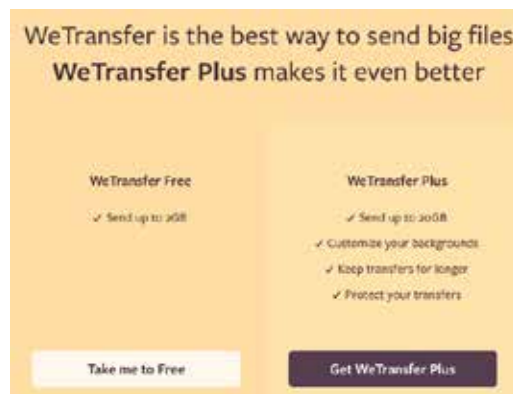 WeTransfer is the best way to send big files
WeTransfer Plus makes it even better
WeTransfer Free
✓ Send up to 2GB
Take me to Free
WeTransfer Plus
✓ Send up to 20GB
✓ Customize your backgrounds
✓ Keep transfers for longer
✓ Protect your transfers
Get WeTransfer Plus